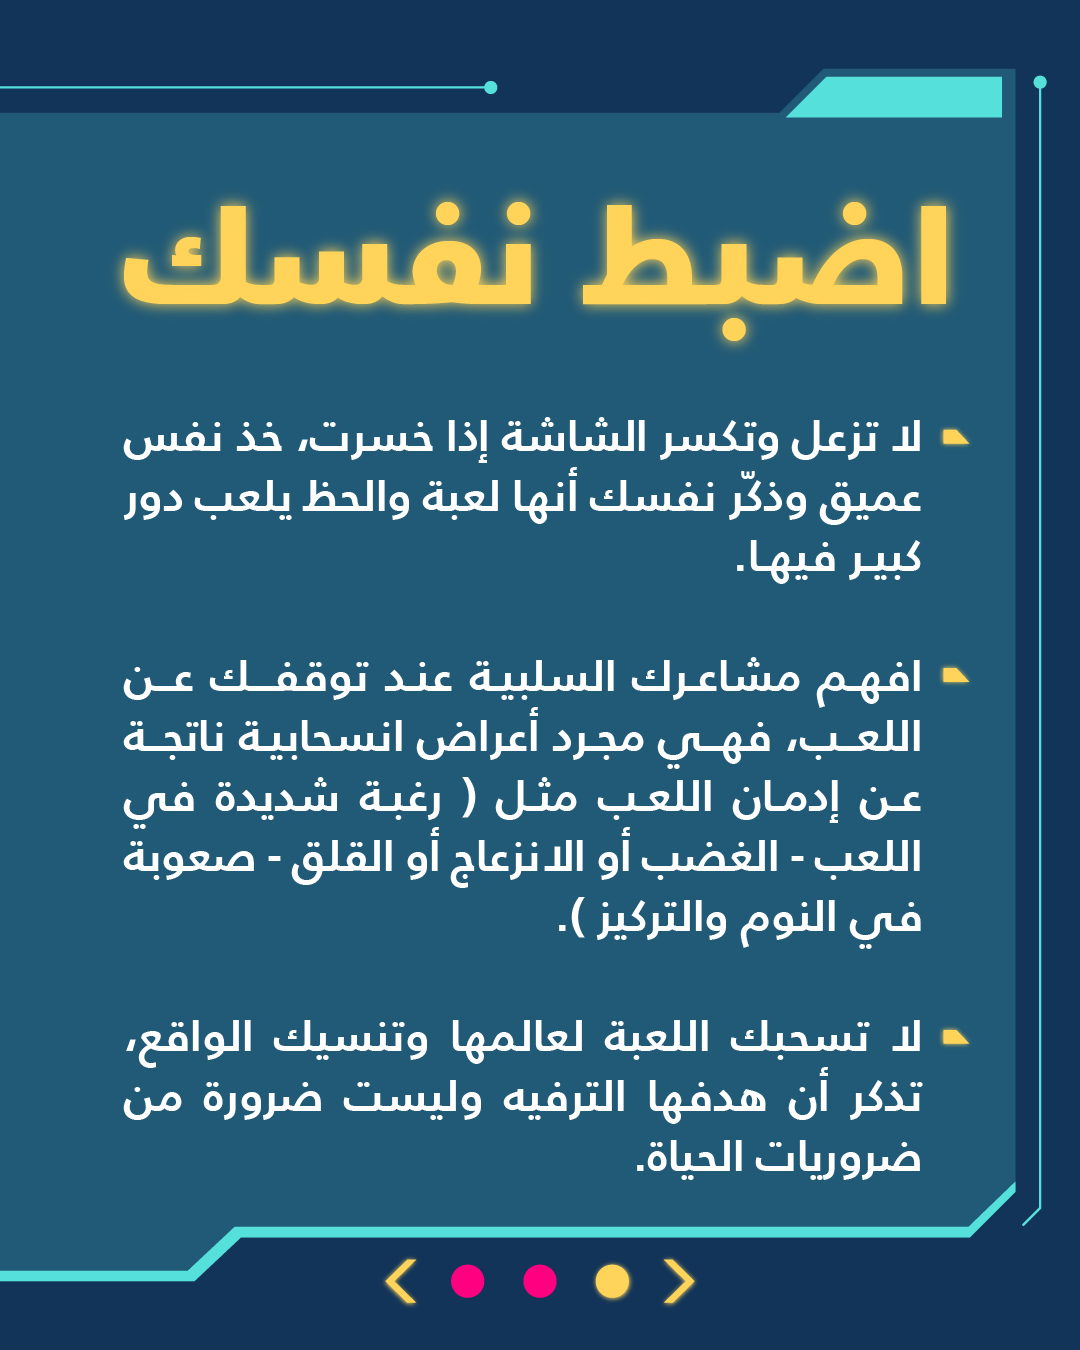 اضبط نفسك
لا تزعل وتكسر الشاشة إذا خسرت، خذ نفس
عميق وذكّر نفسك أنها لعبة والحظ يلعب دور
كبير فيها.
افهم مشاعرك السلبية عند توقفك عن
اللعب، فهي مجرد أعراض انسحابية ناتجة
عن إدمان اللعب مثل ( رغبة شديدة في
اللعب - الغضب أو الانزعاج أو القلق - صعوبة
في النوم والتركيز ).
لا تسحبك اللعبة لعالمها وتنسيك الواقع،
تذكر أن هدفها الترفيه وليست ضرورة من
ضروريات الحياة.